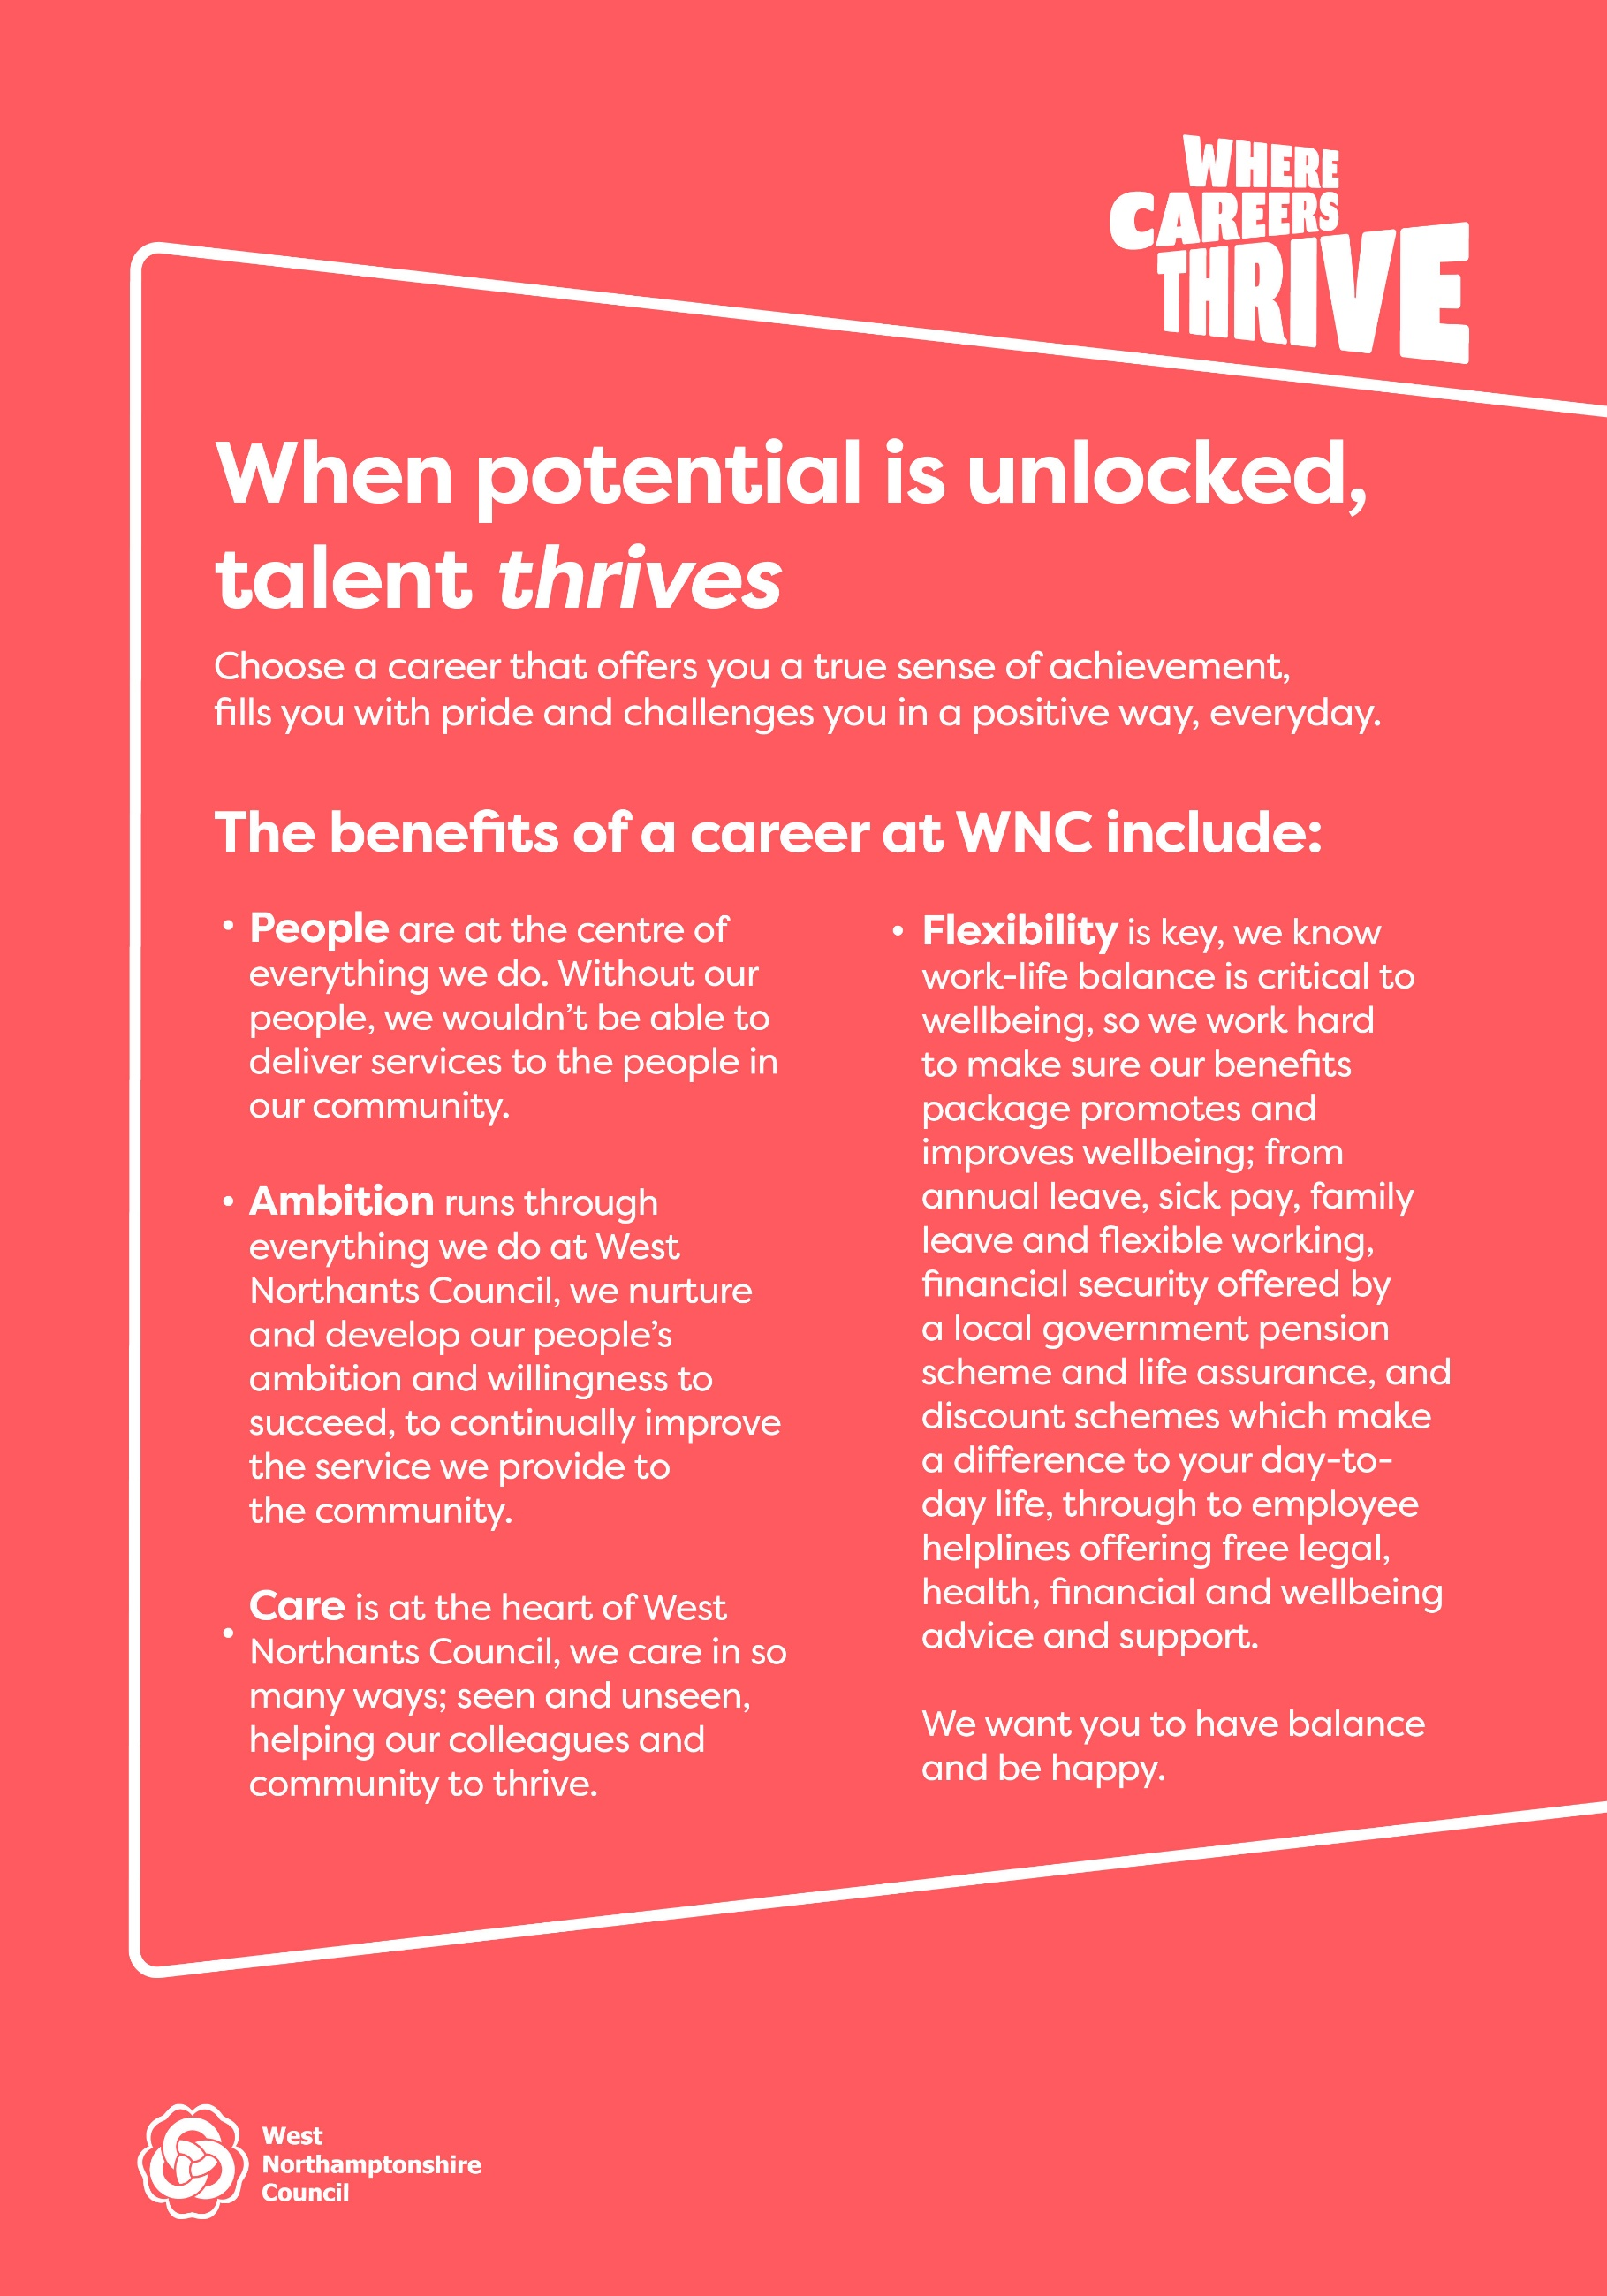 WHERE
CAREERS
THRIVE
When potential is unlocked,
talent thrives
Choose a career that offers you a true sense of achievement,
fills you with pride and challenges you in a positive way, everyday.
The benefits of a career at WNC include:
• People are at the centre of
everything we do. Without our
people, we wouldn’t be able to
deliver services to the people in
our community.
• Ambition runs through
everything we do at West
Northants Council, we nurture
and develop our people’s
ambition and willingness to
succeed, to continually improve
the service we provide to
the community.
• Care is at the heart of West
Northants Council, we care in so
many ways; seen and unseen,
helping our colleagues and
community to thrive.
• Flexibility is key, we know
work-life balance is critical to
wellbeing, so we work hard
to make sure our benefits
package promotes and
improves wellbeing; from
annual leave, sick pay, family
leave and flexible working,
financial security offered by
a local government pension
scheme and life assurance, and
discount schemes which make
a difference to your day-to-
day life, through to employee
helplines offering free legal,
health, financial and wellbeing
advice and support.
We want you to have balance
and be happy.
West
Northamptonshire
Council